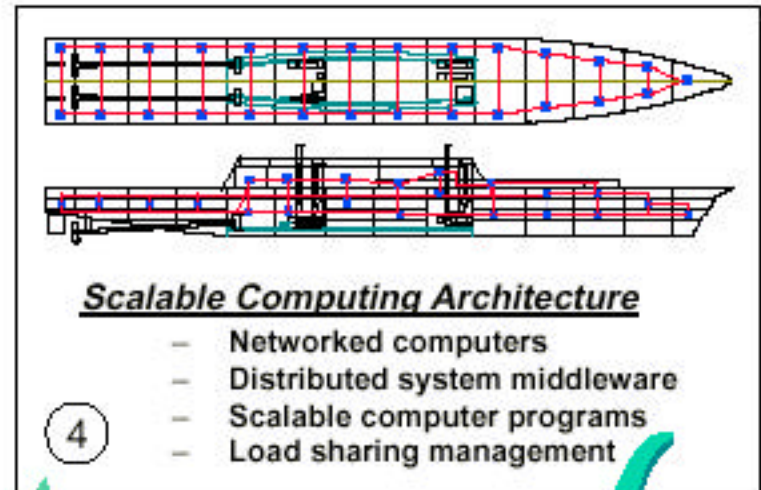 Scalable Computing Architecture
– Networked computers
– Distributed system middleware
– Scalable computer programs
– Load sharing management
4